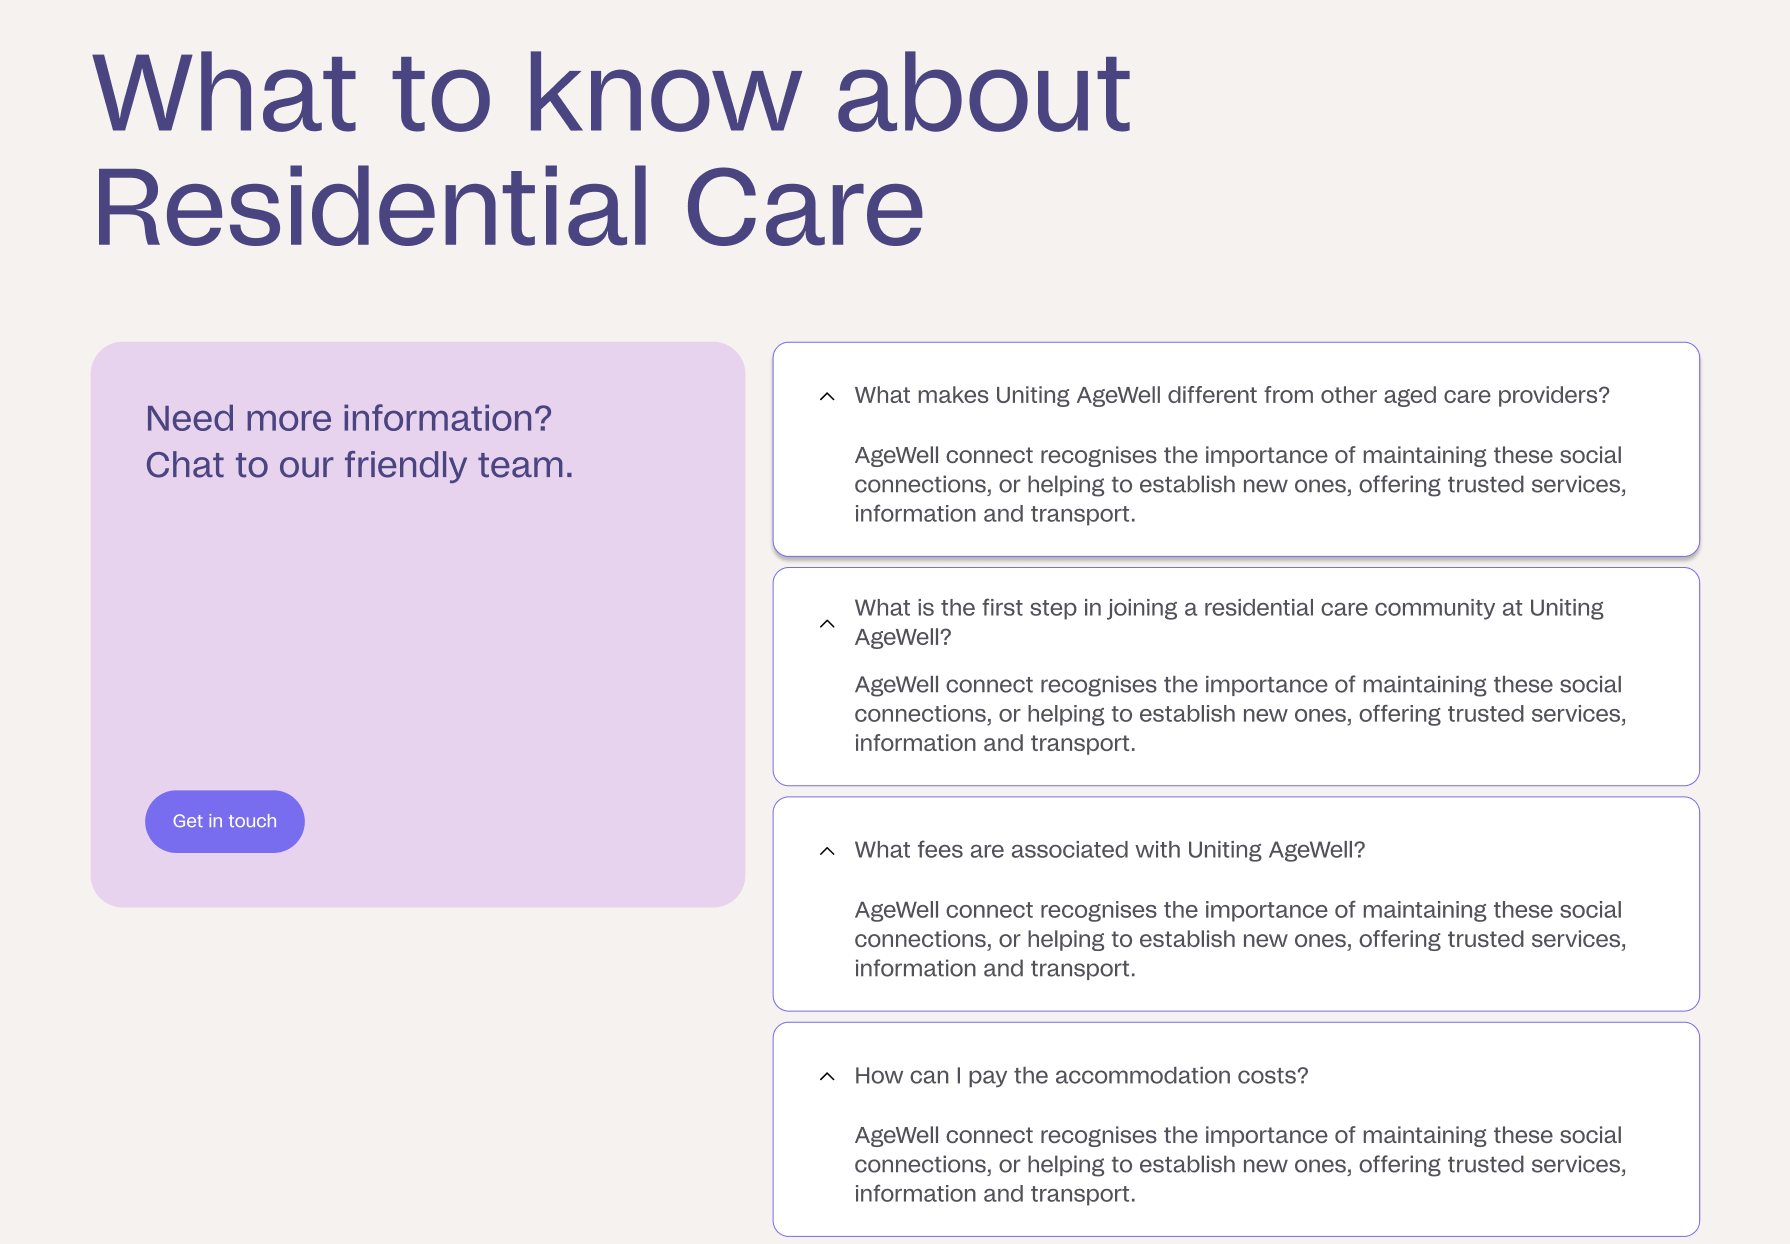 What to know about
Residential Care
Need more information?
Chat to our friendly team.
Get in touch
What makes Uniting AgeWell different from other aged care providers?
AgeWell connect recognises the importance of maintaining these social
connections, or helping to establish new ones, offering trusted services,
information and transport.
What is the first step in joining a residential care community at Uniting
AgeWell?
AgeWell connect recognises the importance of maintaining these social
connections, or helping to establish new ones, offering trusted services,
information and transport.
What fees are associated with Uniting AgeWell?
AgeWell connect recognises the importance of maintaining these social
connections, or helping to establish new ones, offering trusted services,
information and transport.
How can I pay the accommodation costs?
AgeWell connect recognises the importance of maintaining these social
connections, or helping to establish new ones, offering trusted services,
information and transport.